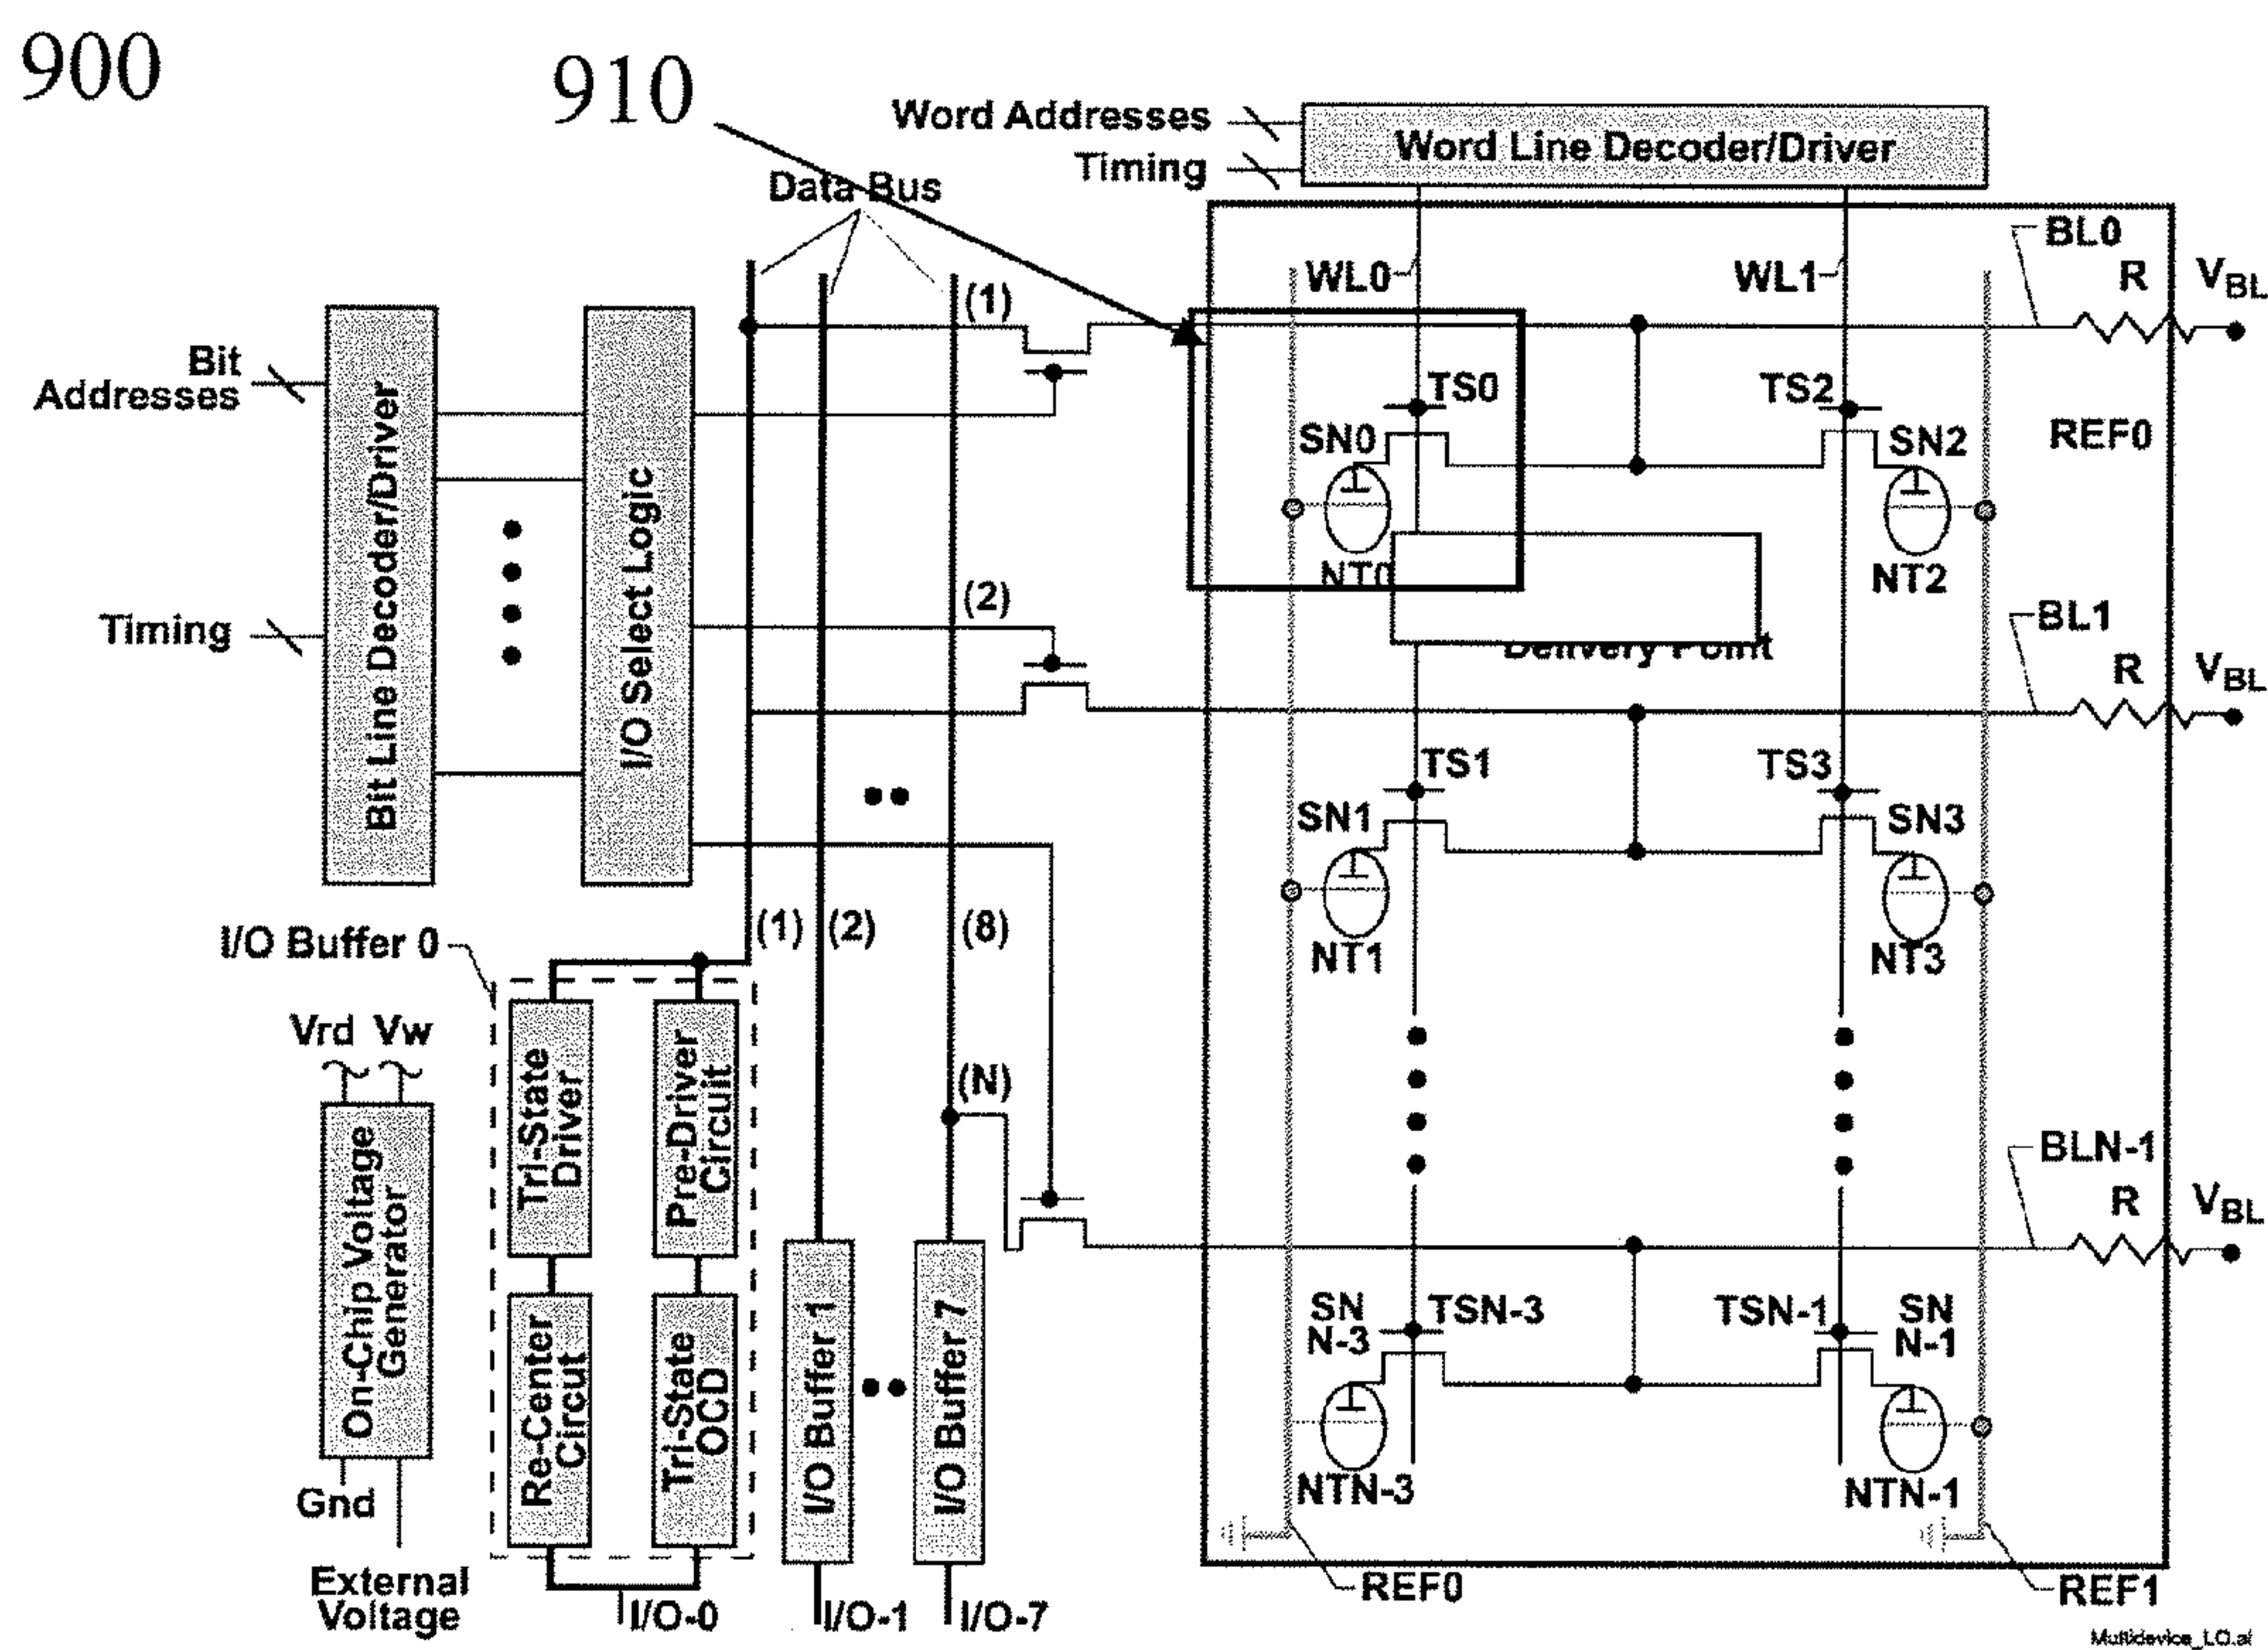 900
910
Word Addresses
Timing
Word Line Decoder/Driver
Data Bus
BL0
WL0
WL1
R
VBL
(1)
Bit
Addresses
TS0
TS2
SN0
SN2
REF0
NT0
NT2
Bit Line Decoder/Driver
I/O Select Logic
(2)
Timing
BL1
Delivery Point
R
VBL
TS1
TS3
SN1
SN3
NT1
NT3
(1)
(2)
(8)
I/O Buffer 0
Vrd
Vw
(N)
Tri-State
Driver
Pre-Driver
Circuit
On-Chip Voltage
Generator
BLN-1
R
VBL
Re-Center
Circuit
Tri-State
OCD
I/O Buffer 1
I/O Buffer 7
SN
N-3
TSN-3
TSN-1
SN
N-1
NTN-3
NTN-1
Gnd
External
Voltage
I/O-0
I/O-1
I/O-7
REF0
REF1
Multidevice_LO.ai